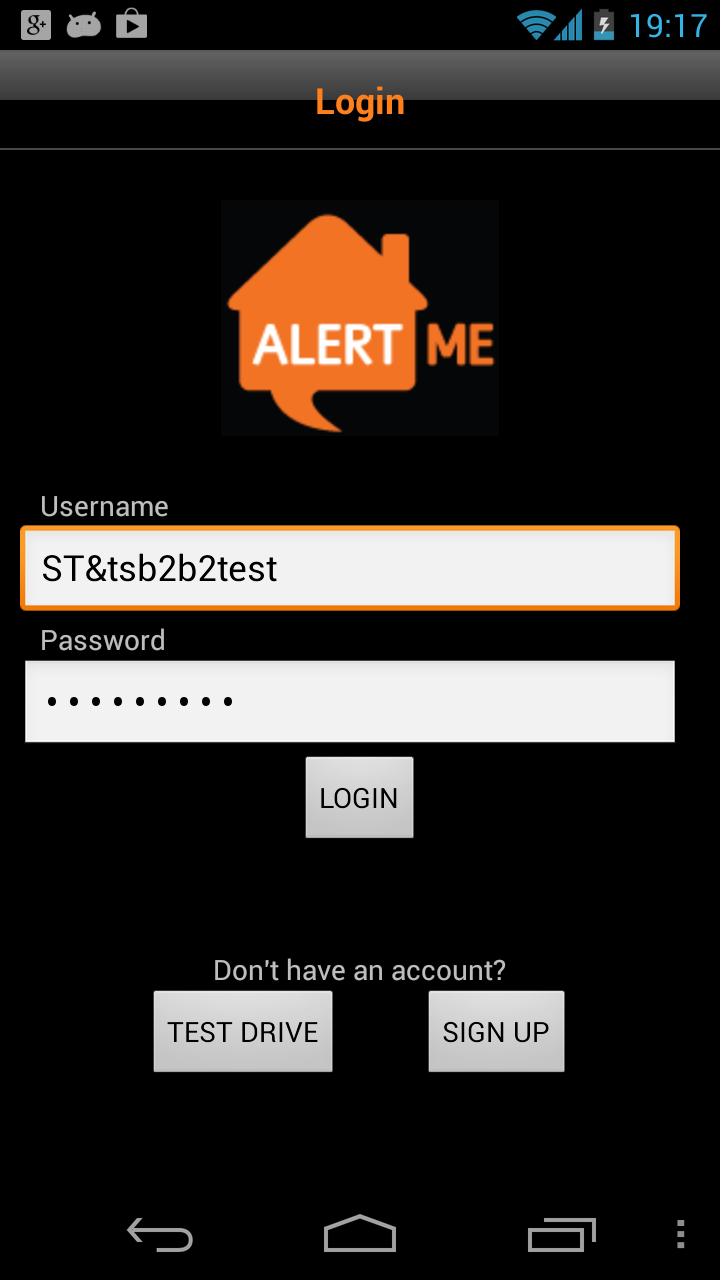 19:17
Login
ALERT ME
Username
ST&tsb2b2test
Password
•••••••••
LOGIN
Don't have an account?
TEST DRIVE SIGN UP